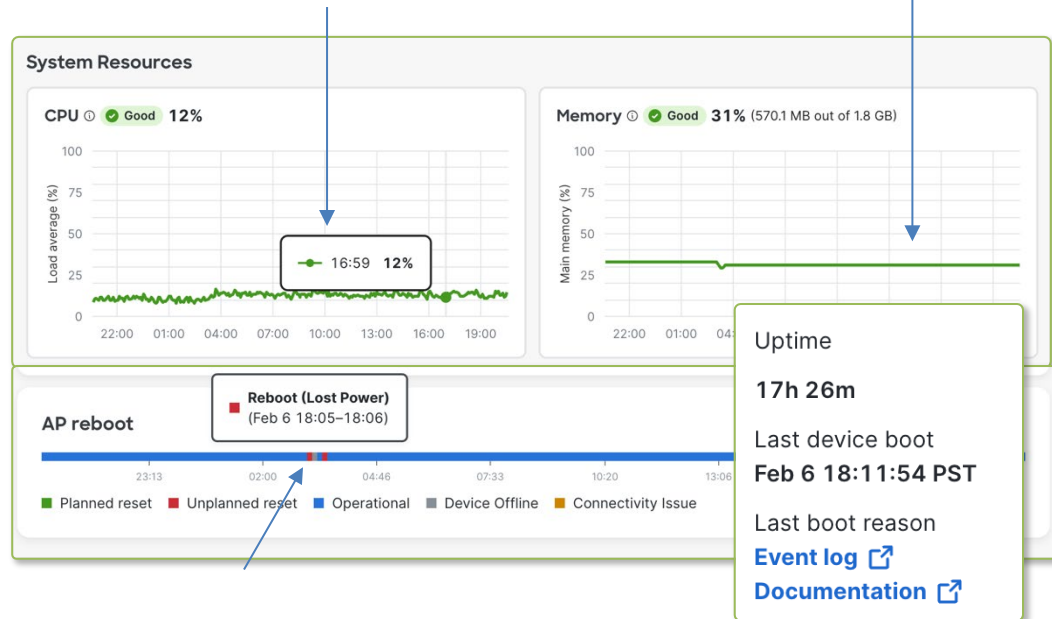 System Resources
CPU Good 12%
100
75
50
25
0
Load average (%)
16:59 12%
22:00 01:00 04:00 07:00 10:00 13:00 16:00 19:00
Memory Good 31% (570.1 MB out of 1.8 GB)
100
75
50
25
0
Main memory (%)
22:00 01:00
AP reboot
Reboot (Lost Power)
(Feb 6 18:05–18:06)
23:13 02:00 04:46 07:33 10:20 13:06
Planned reset Unplanned reset Operational Device Offline Connectivity Issue
Uptime
17h 26m
Last device boot
Feb 6 18:11:54 PST
Last boot reason
Event log
Documentation